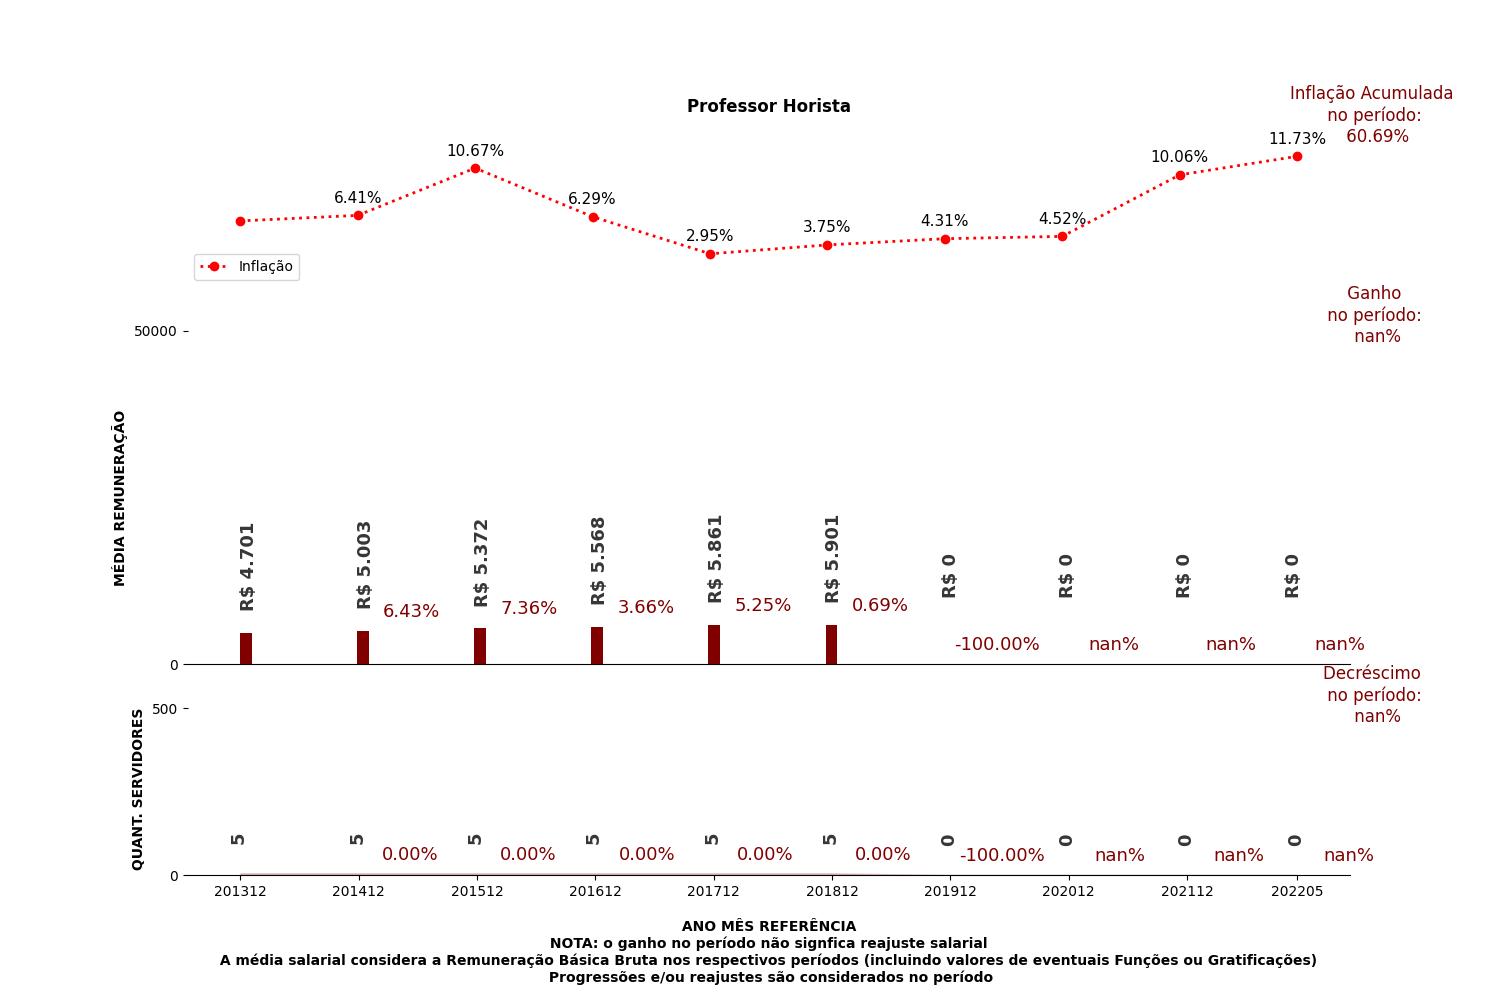 Professor Horista
Inflação Acumulada
no período:
60.69%
6.41%
10.67%
6.29%
2.95%
3.75%
4.31%
4.52%
10.06%
11.73%
Inflação
Ganho
no período:
nan%
50000
0
MÉDIA REMUNERAÇÃO
R$ 4.701
R$ 5.003
R$ 5.372
R$ 5.568
R$ 5.861
R$ 5.901
R$ 0
R$ 0
R$ 0
R$ 0
6.43%
7.36%
3.66%
5.25%
0.69%
-100.00%
nan%
nan%
nan%
Decréscimo
no período:
nan%
500
0
QUANT. SERVIDORES
5
5
5
5
5
5
0
0
0
0
0.00%
0.00%
0.00%
0.00%
0.00%
-100.00%
nan%
nan%
nan%
201312
201412
201512
201612
201712
201812
201912
202012
202112
202205
ANO MÊS REFERÊNCIA
NOTA: o ganho no período não signfica reajuste salarial
A média salarial considera a Remuneração Básica Bruta nos respectivos períodos (incluindo valores de eventuais Funções ou Gratificações)
Progressões e/ou reajustes são considerados no período